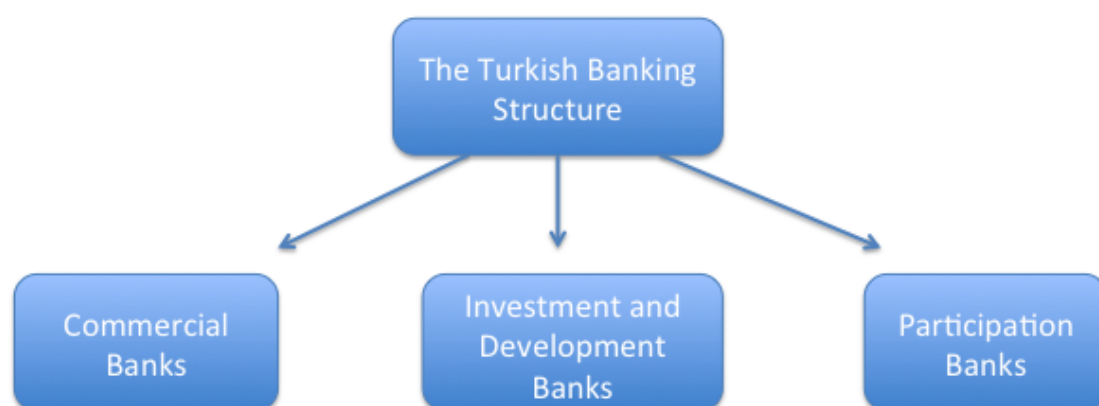 The Turkish Banking
Structure
Commercial
Banks
Investment and
Development
Banks
Participation
Banks